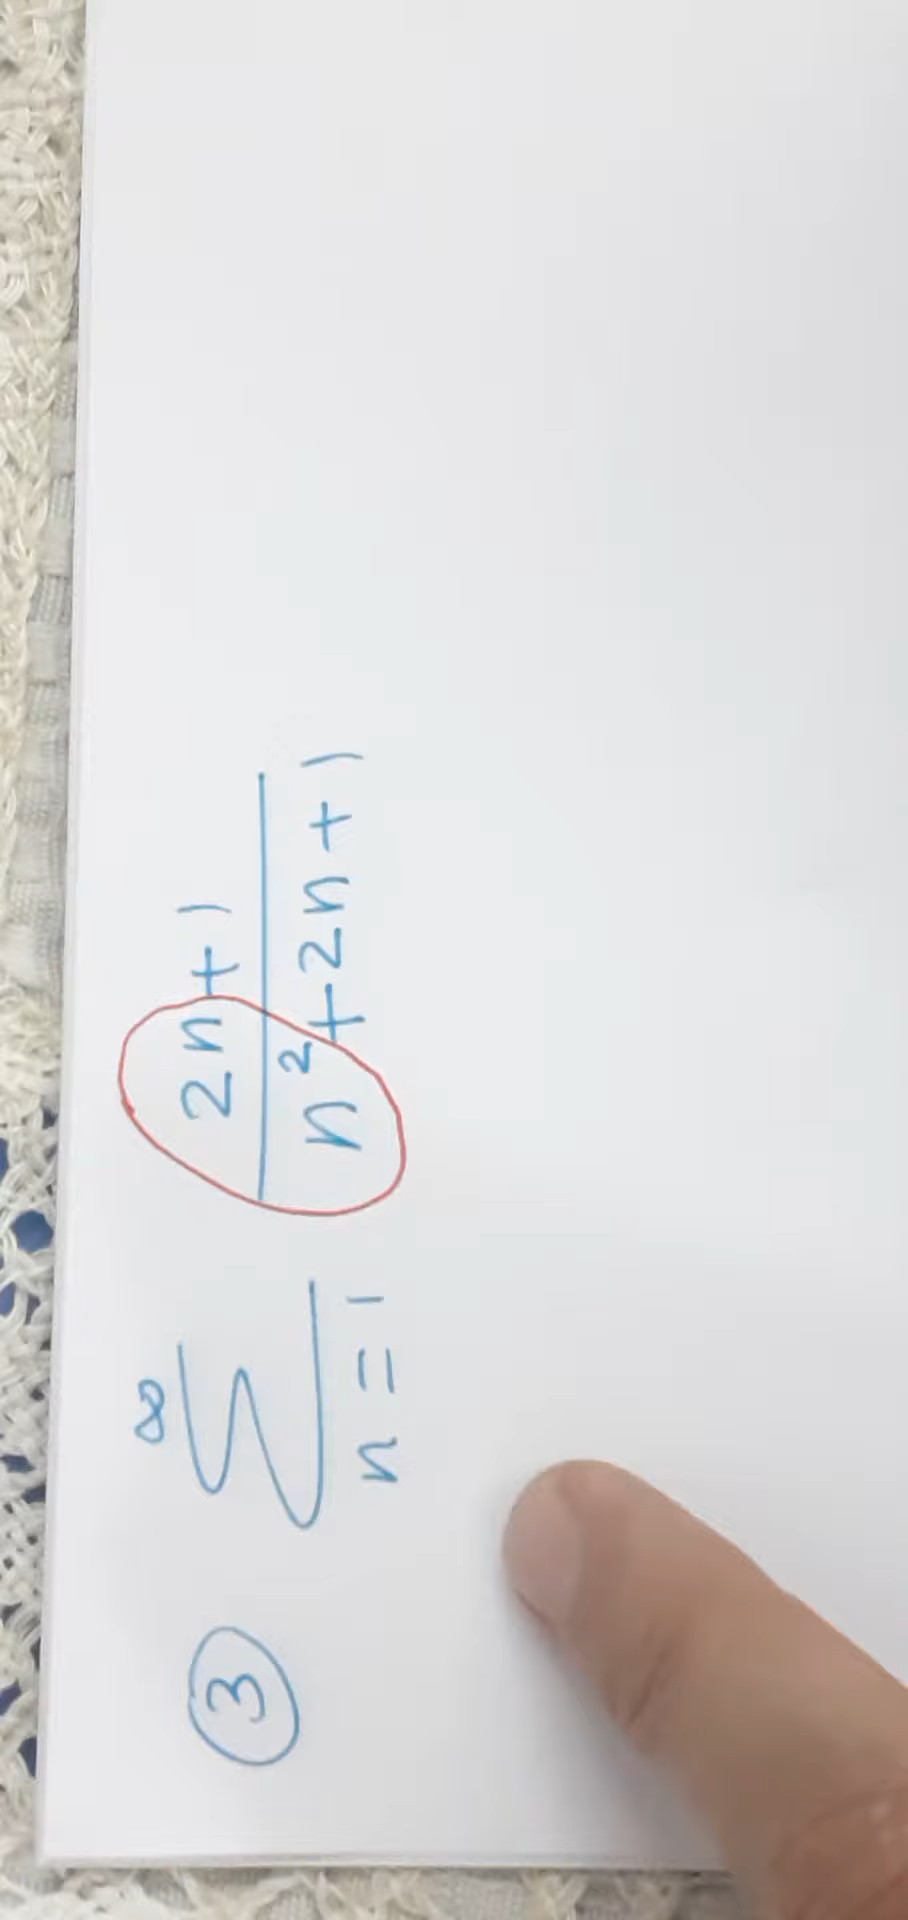 ③ ∞
∑ 2n+1 / n²+2n+1
n=1